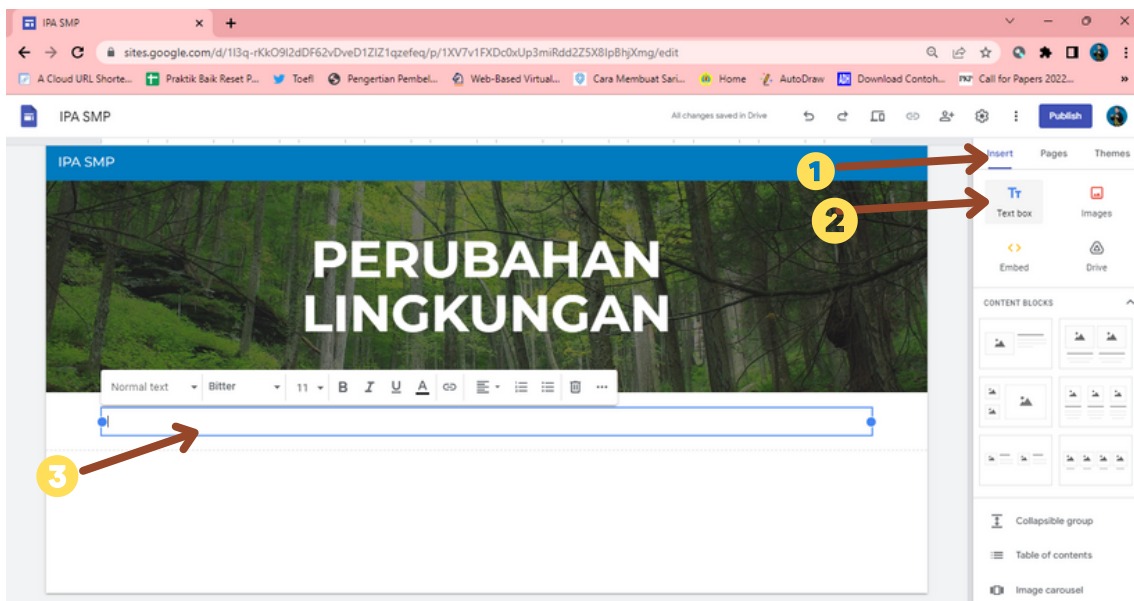 IPA SMP
sites.google.com/d/1I3q-rKkO9I2dDF62vDveD1ZIZ1qzefeq/p/1XV7v1FXDc0xUp3miRdd2Z5X8IpBhjXmg/edit
A Cloud URL Shorte... Praktik Baik Reset P... Toefl Pengertian Pembel... Web-Based Virtual... Cara Membuat Sari... Home AutoDraw Download Contoh... Call for Papers 2022...
IPA SMP All changes saved in Drive Publish
IPA SMP
1
Insert Pages Themes
2
Text box Images
PERUBAHAN
LINGKUNGAN
Embed Drive
CONTENT BLOCKS
Normal text Bitter 11 B I U A
3
Collapsible group
Table of contents
Image carousel